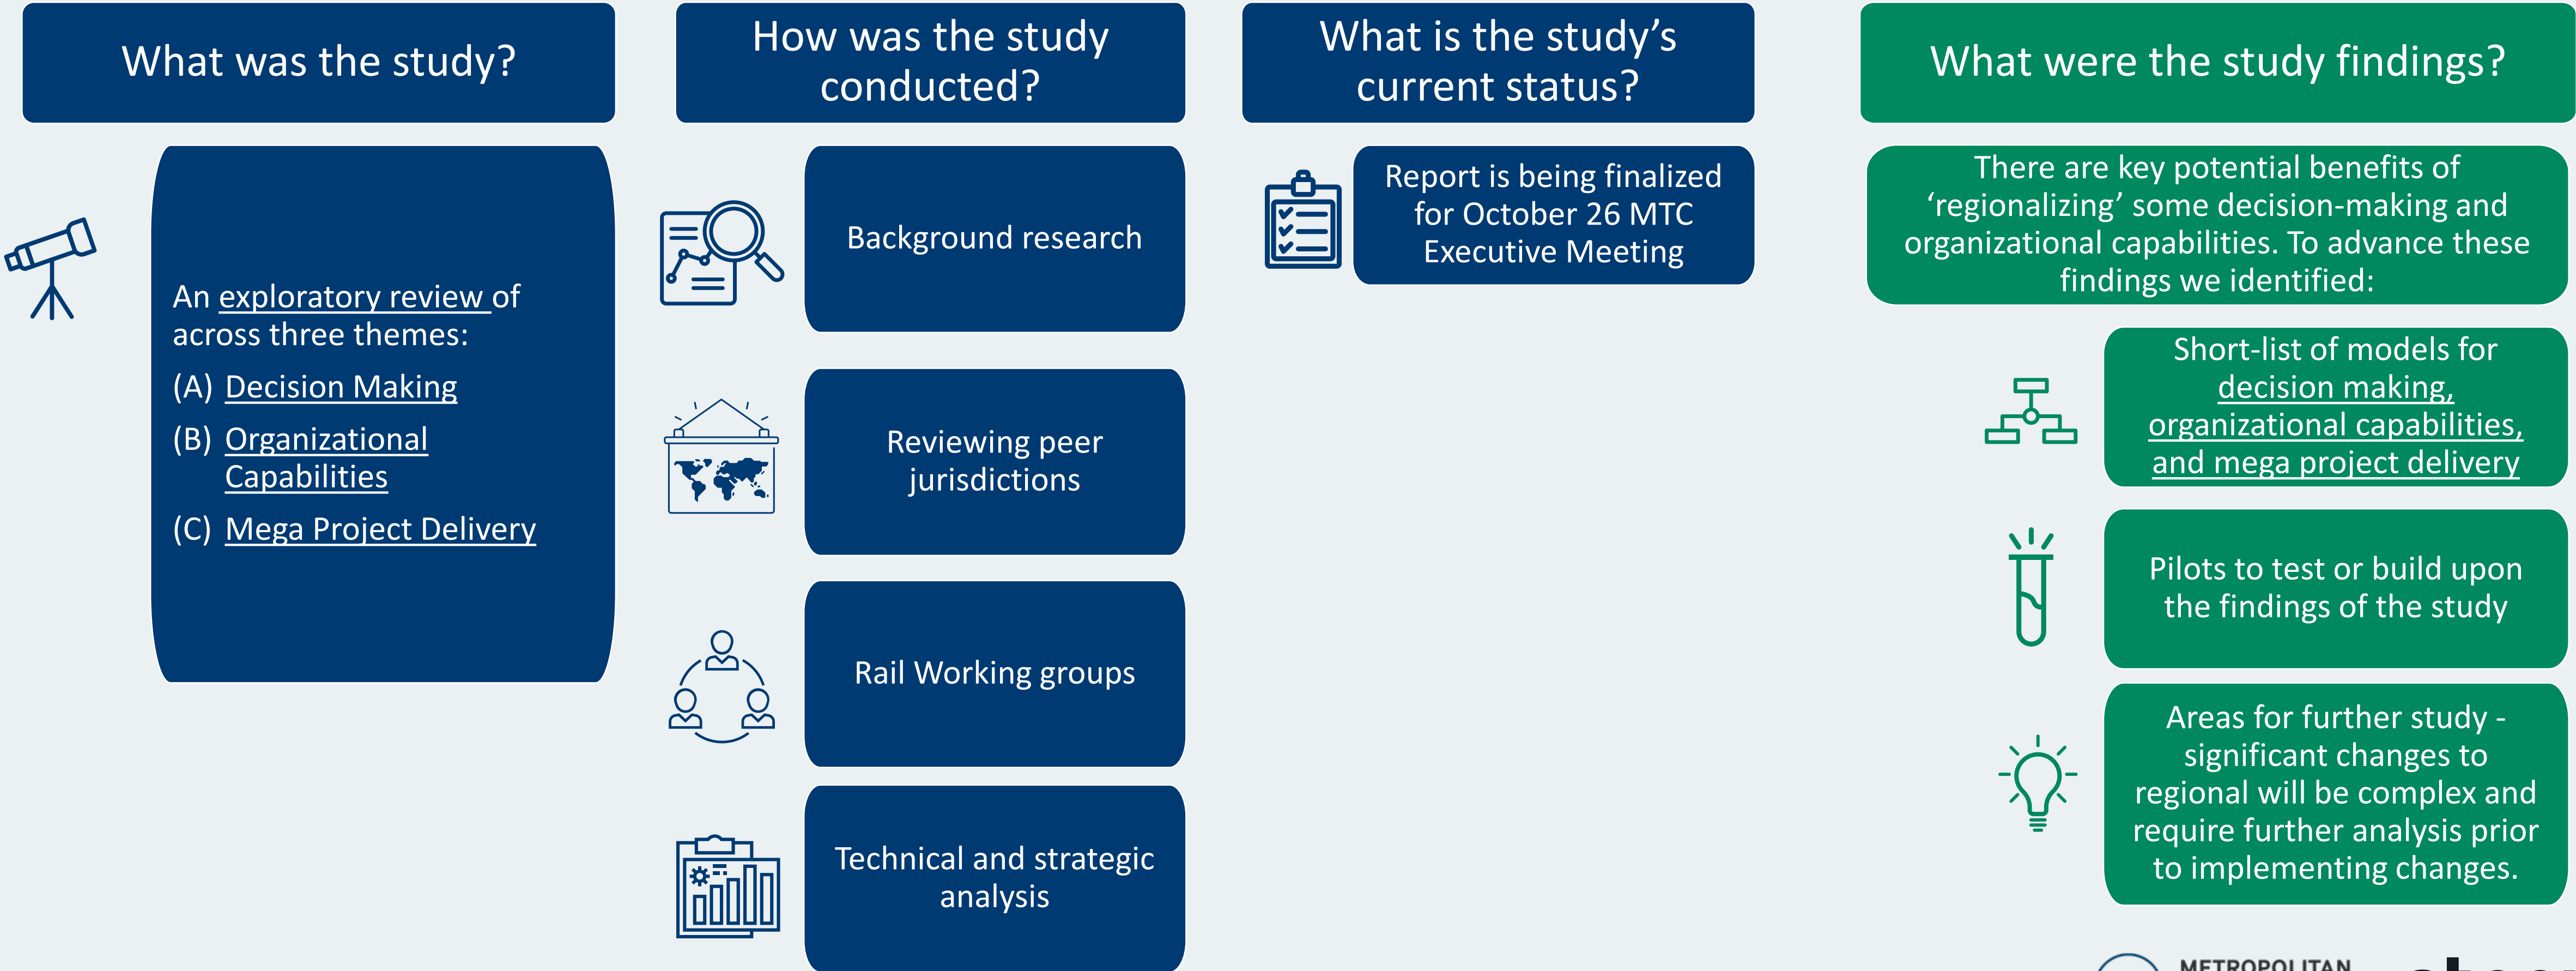 What was the study?
An exploratory review of
across three themes:
(A) Decision Making
(B) Organizational
Capabilities
(C) Mega Project Delivery
How was the study
conducted?
Background research
Reviewing peer
jurisdictions
Rail Working groups
Technical and strategic
analysis
What is the study’s
current status?
Report is being finalized
for October 26 MTC
Executive Meeting
What were the study findings?
There are key potential benefits of
‘regionalizing’ some decision-making and
organizational capabilities. To advance these
findings we identified:
Short-list of models for
decision making,
organizational capabilities,
and mega project delivery
Pilots to test or build upon
the findings of the study
Areas for further study -
significant changes to
regional will be complex and
require further analysis prior
to implementing changes.
METROPOLITAN